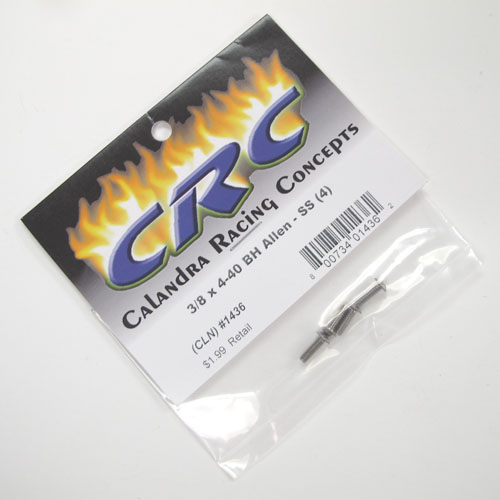 CRC
Calandra Racing Concepts
3/8 x 4-40 BH Allen - SS (4)
(CLN) #1436
$1.99 Retail
8 00734 01436 2